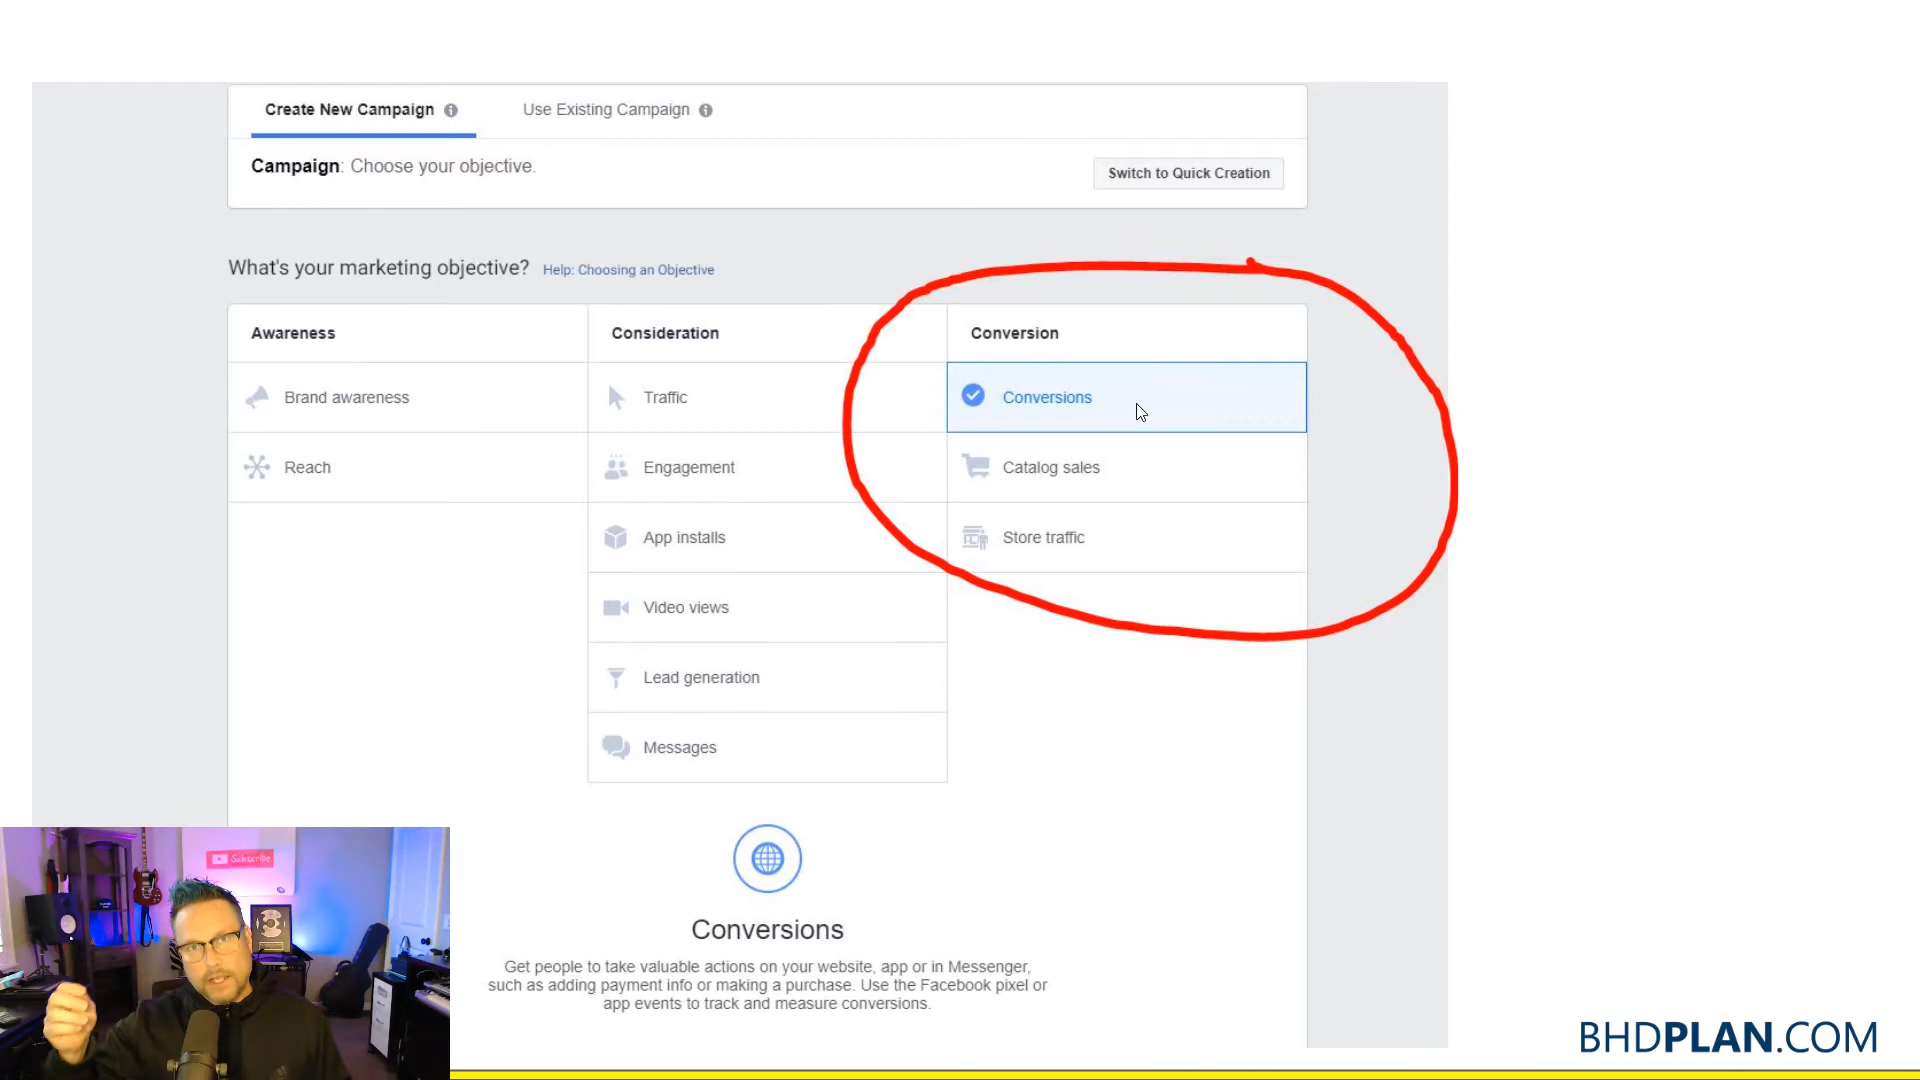 Create New Campaign
Use Existing Campaign
Campaign: Choose your objective.
Switch to Quick Creation
What's your marketing objective? Help: Choosing an Objective
Awareness
Consideration
Conversion
Brand awareness
Traffic
Conversions
Reach
Engagement
Catalog sales
App installs
Store traffic
Video views
Lead generation
Messages
Conversions
Get people to take valuable actions on your website, app or in Messenger,
such as adding payment info or making a purchase. Use the Facebook pixel or
app events to track and measure conversions.
Subscribe
BHDPLAN.COM